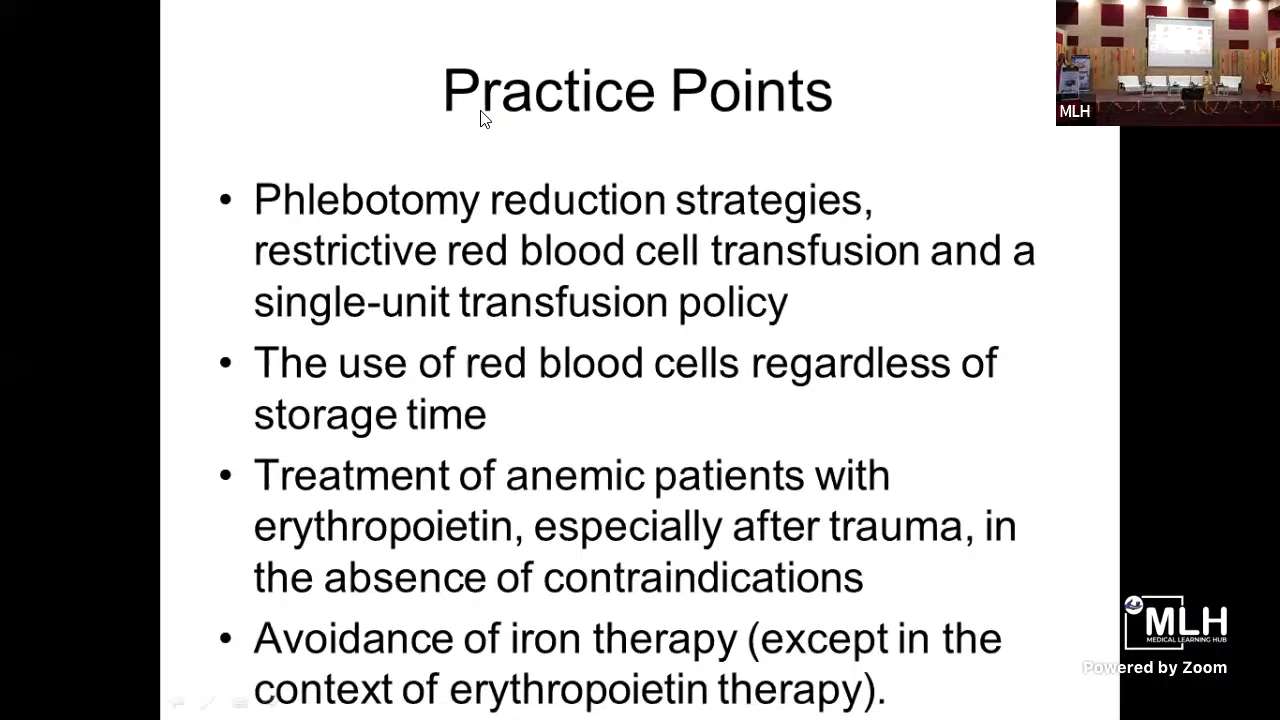 Practice Points
MLH
• Phlebotomy reduction strategies,
restrictive red blood cell transfusion and a
single-unit transfusion policy
• The use of red blood cells regardless of
storage time
• Treatment of anemic patients with
erythropoietin, especially after trauma, in
the absence of contraindications
• Avoidance of iron therapy (except in the
context of erythropoietin therapy).
MLH
MEDICAL LEARNING HUB
Powered by Zoom